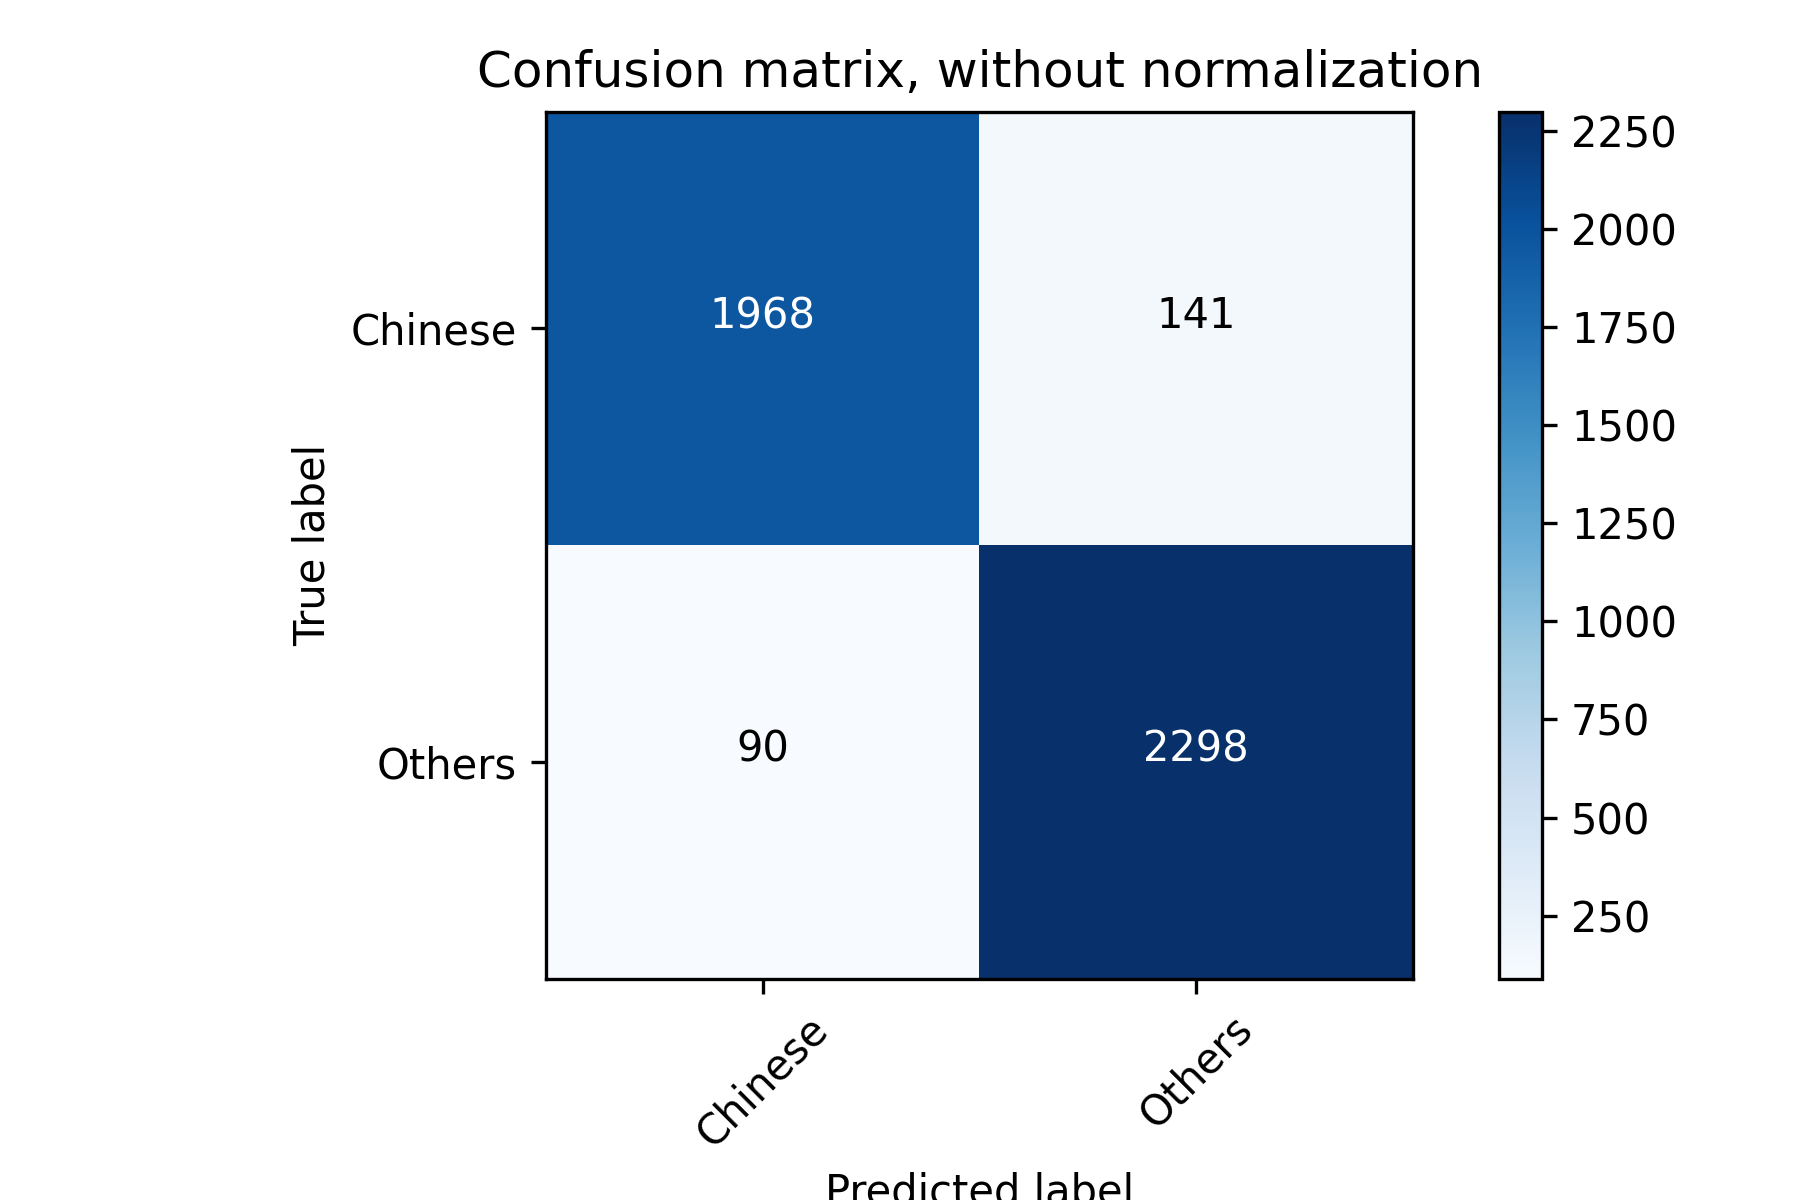 Confusion matrix, without normalization
Chinese
Others
True label
1968
141
90
2298
Chinese
Others
Predicted label
2250
2000
1750
1500
1250
1000
750
500
250